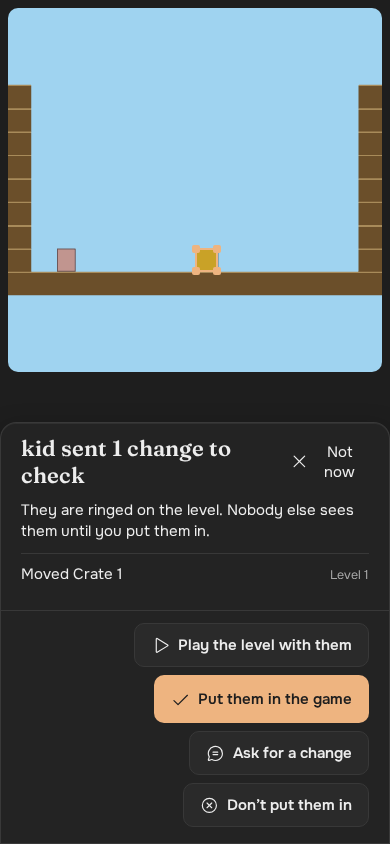 kid sent 1 change to
check
Not
now
They are ringed on the level. Nobody else sees
them until you put them in.
Moved Crate 1
Level 1
Play the level with them
Put them in the game
Ask for a change
Don’t put them in